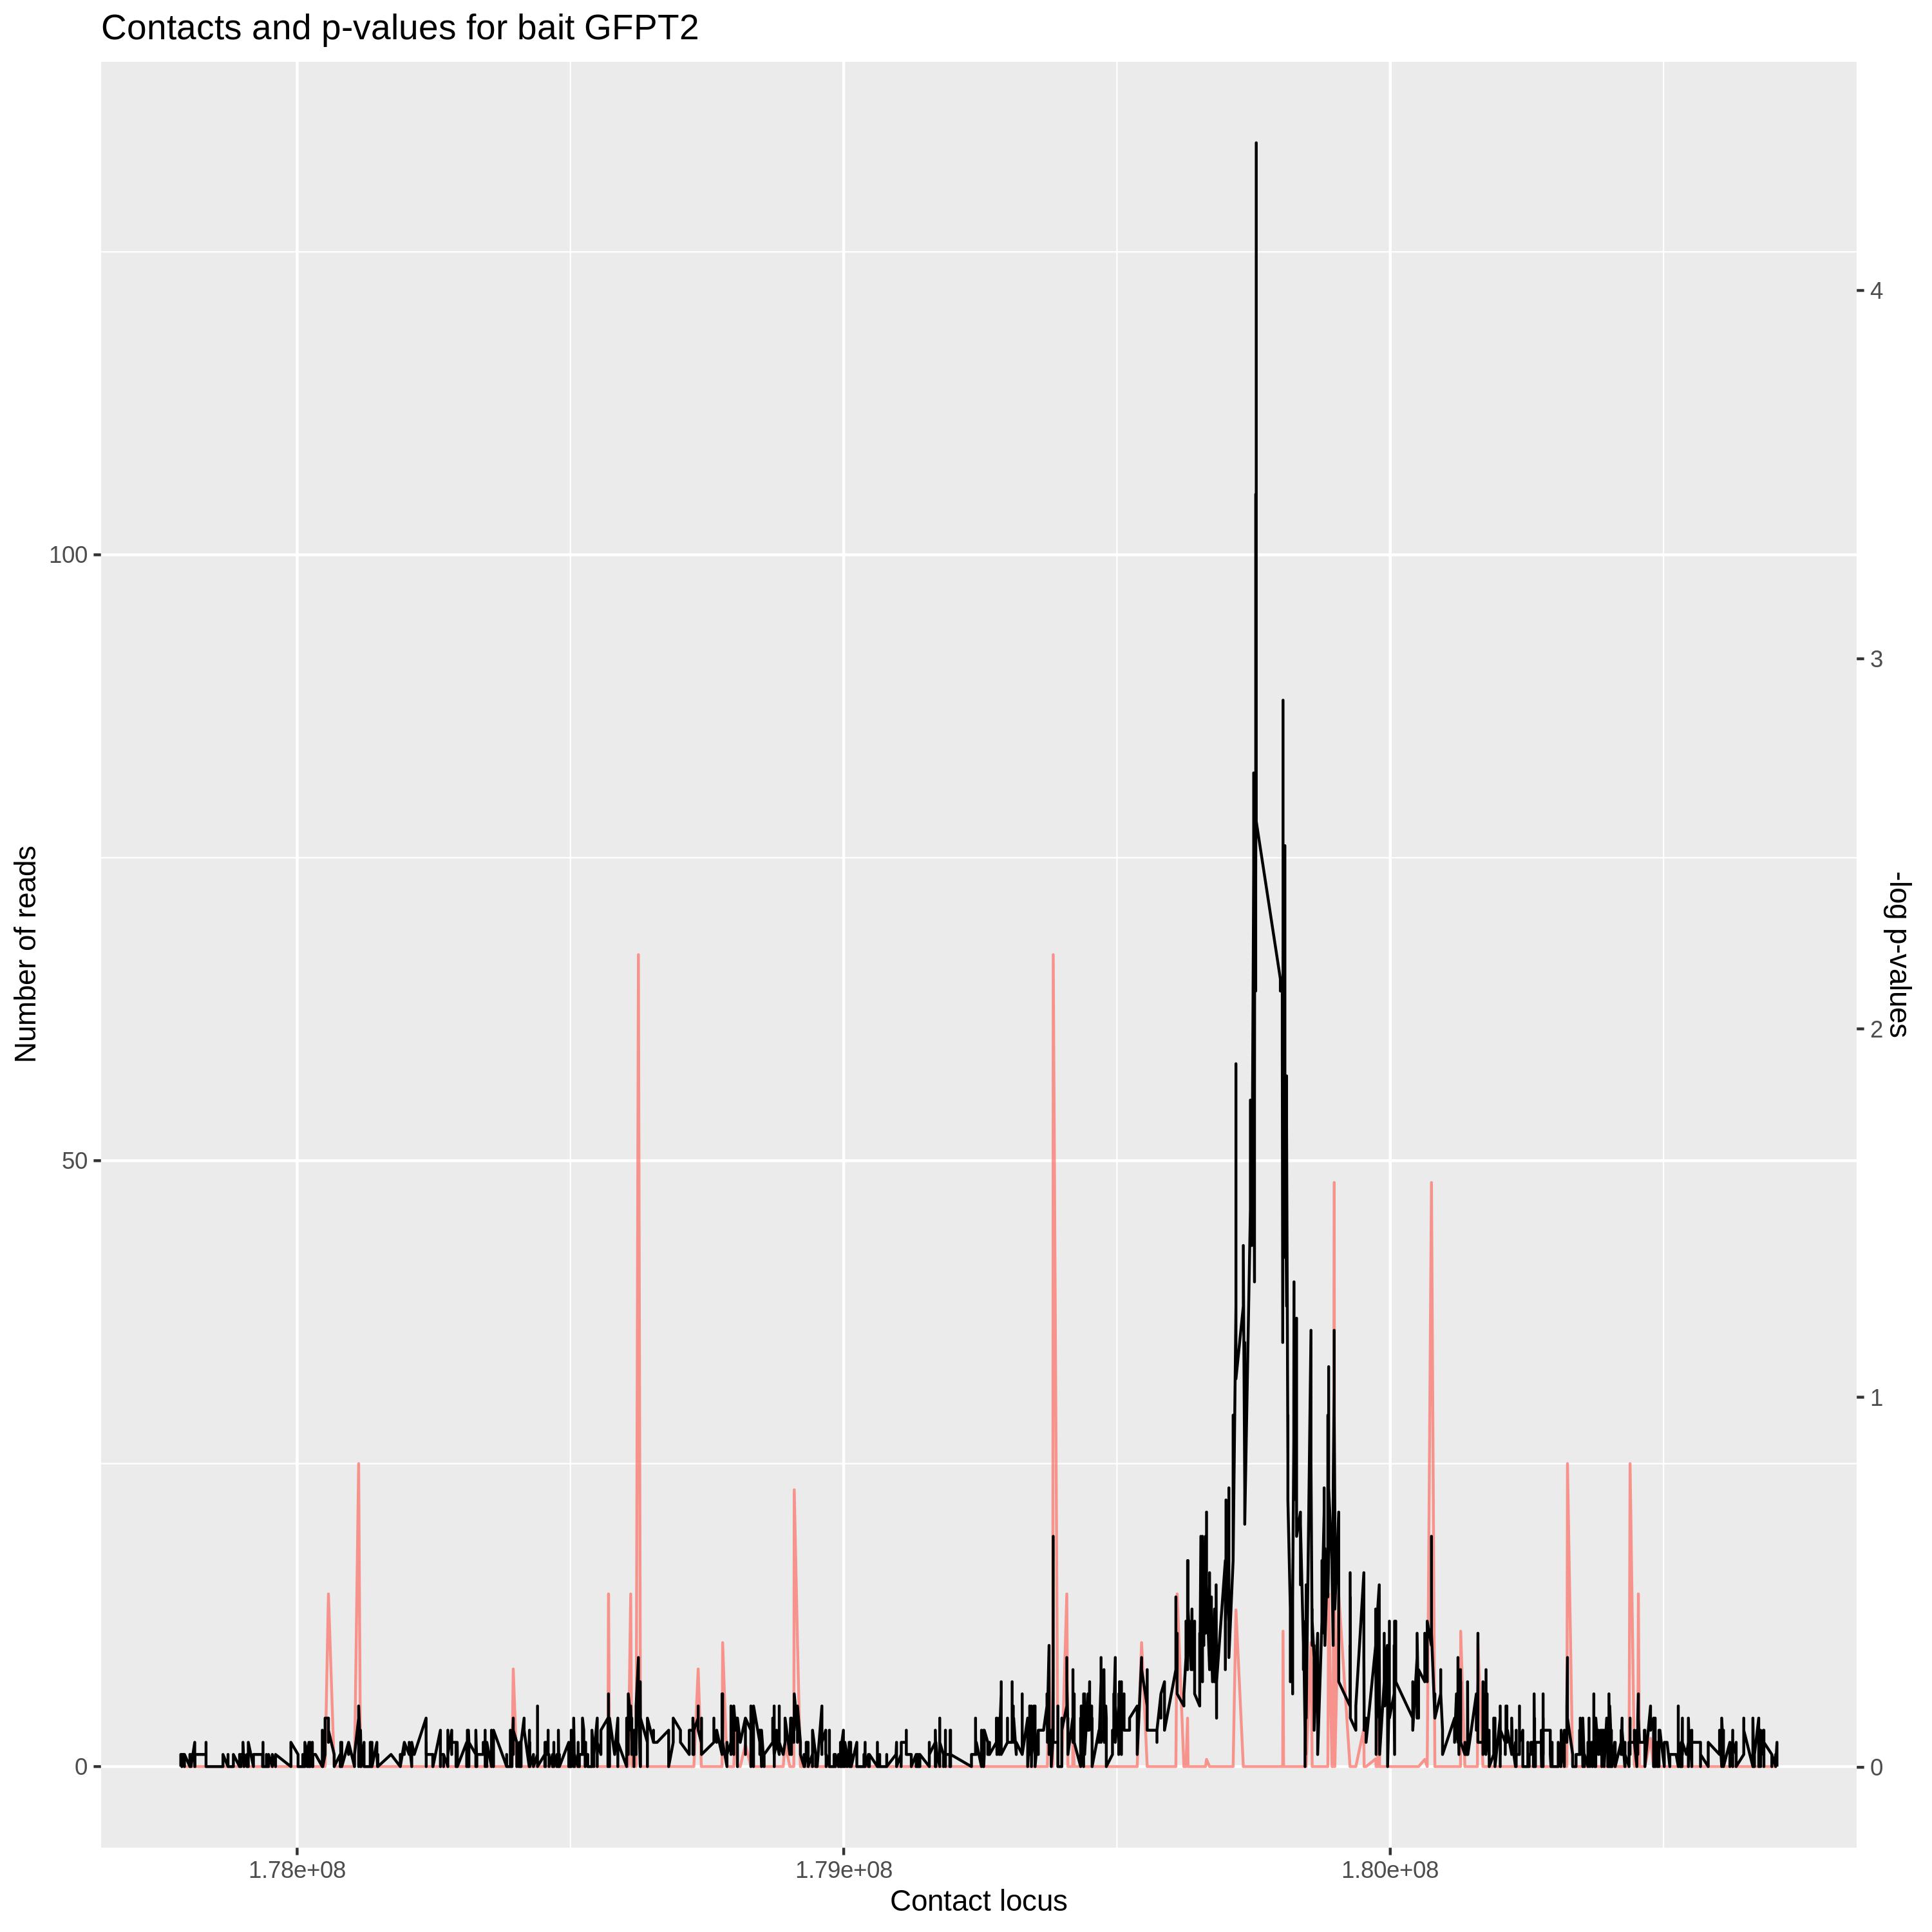 Contacts and p-values for bait GFPT2
Number of reads
100
50
0
4
3
2
1
0
-log p-values
1.78e+08
1.79e+08
1.80e+08
Contact locus